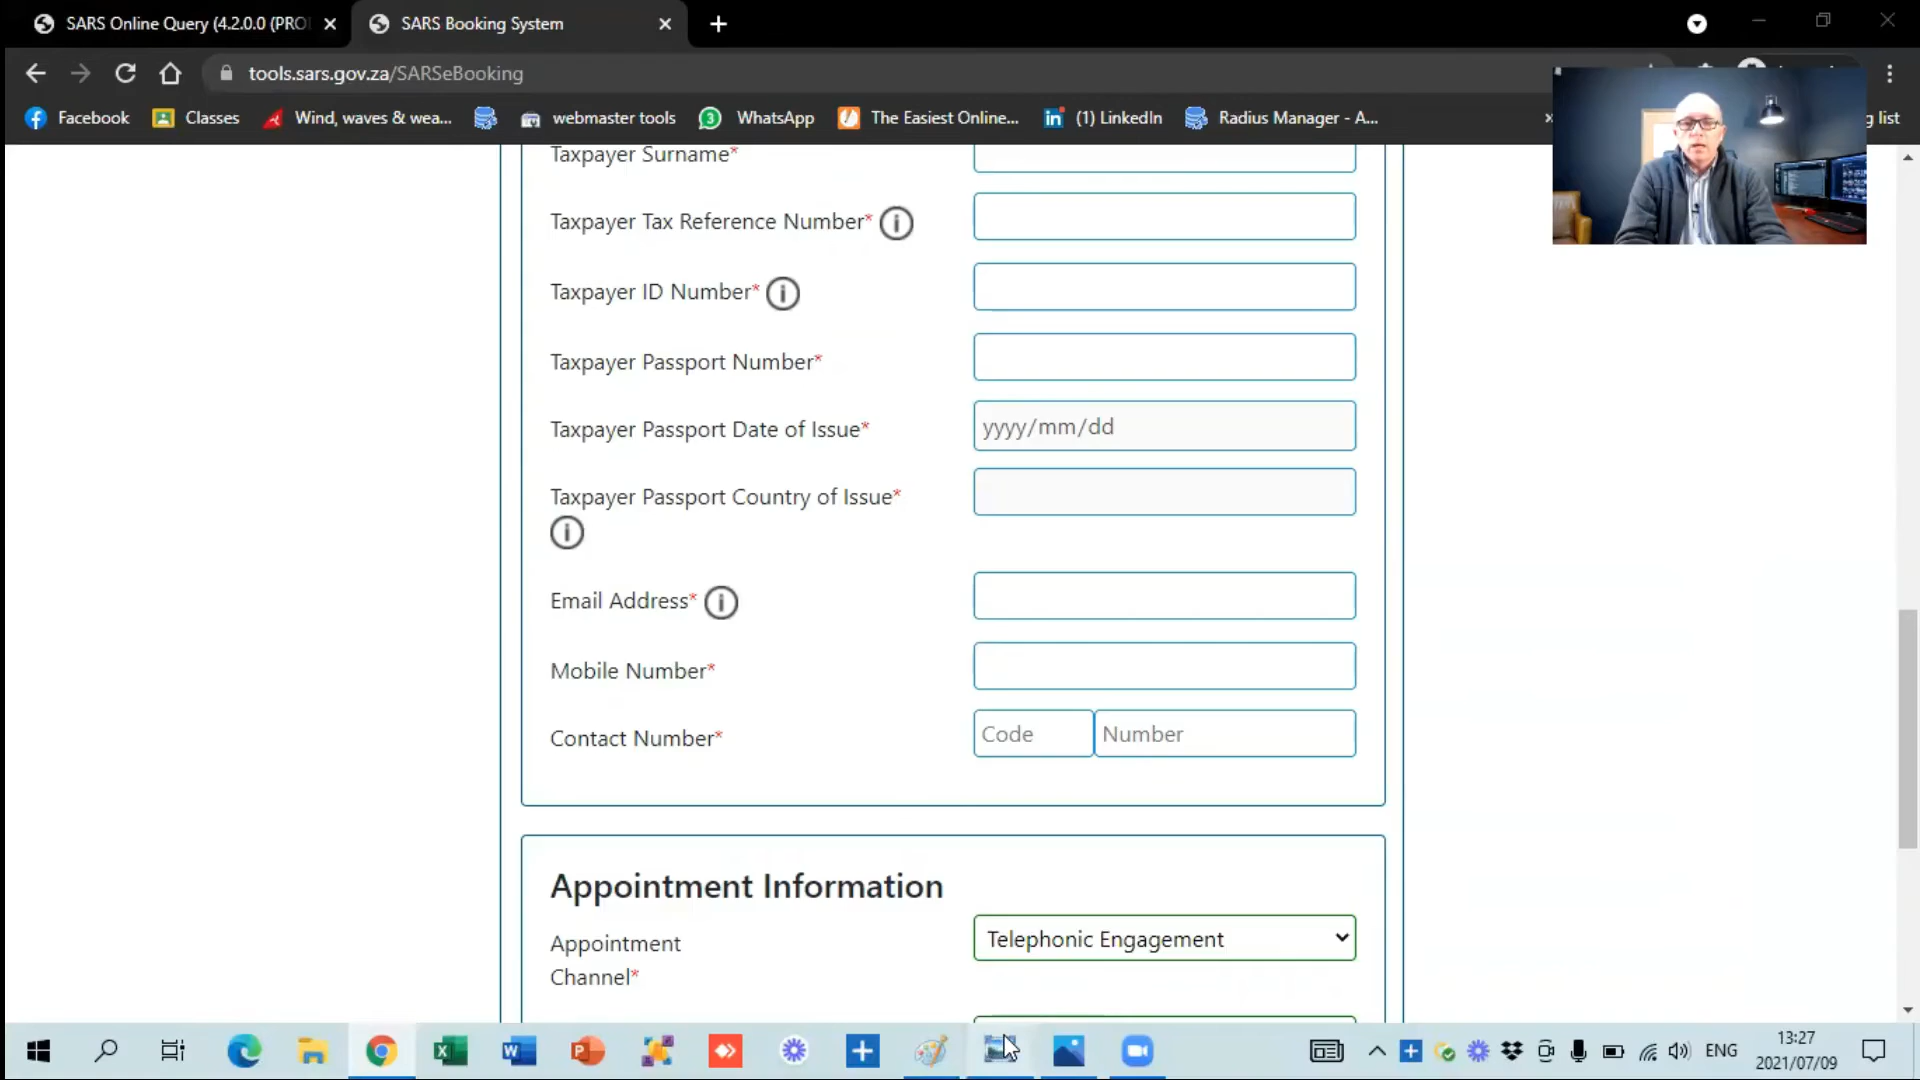 SARS Online Query (4.2.0.0 (PRO
SARS Booking System
tools.sars.gov.za/SARSeBooking
Facebook
Classes
Wind, waves & wea...
webmaster tools
3
WhatsApp
The Easiest Online...
(1) LinkedIn
Radius Manager - A...
g list
Taxpayer Surname*
Taxpayer Tax Reference Number*
Taxpayer ID Number*
Taxpayer Passport Number*
Taxpayer Passport Date of Issue*
yyyy/mm/dd
Taxpayer Passport Country of Issue*
Email Address*
Mobile Number*
Contact Number*
Code
Number
Appointment Information
Appointment
Channel*
Telephonic Engagement
ENG
13:27
2021/07/09